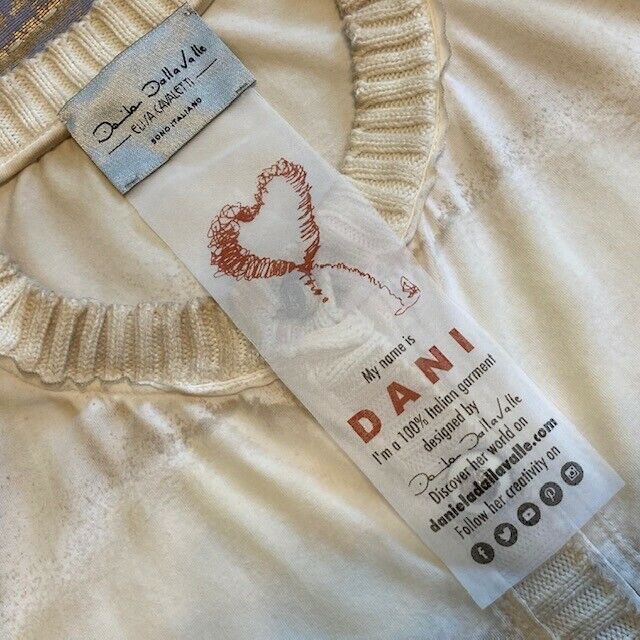 Daniela DallaValle
ELISA CAVALETTI
SONO ITALIANO
My name is
DANI
I'm a 100% Italian garment
designed by
Daniela DallaValle
Discover her world on
danieladallavalle.com
Follow her creativity on